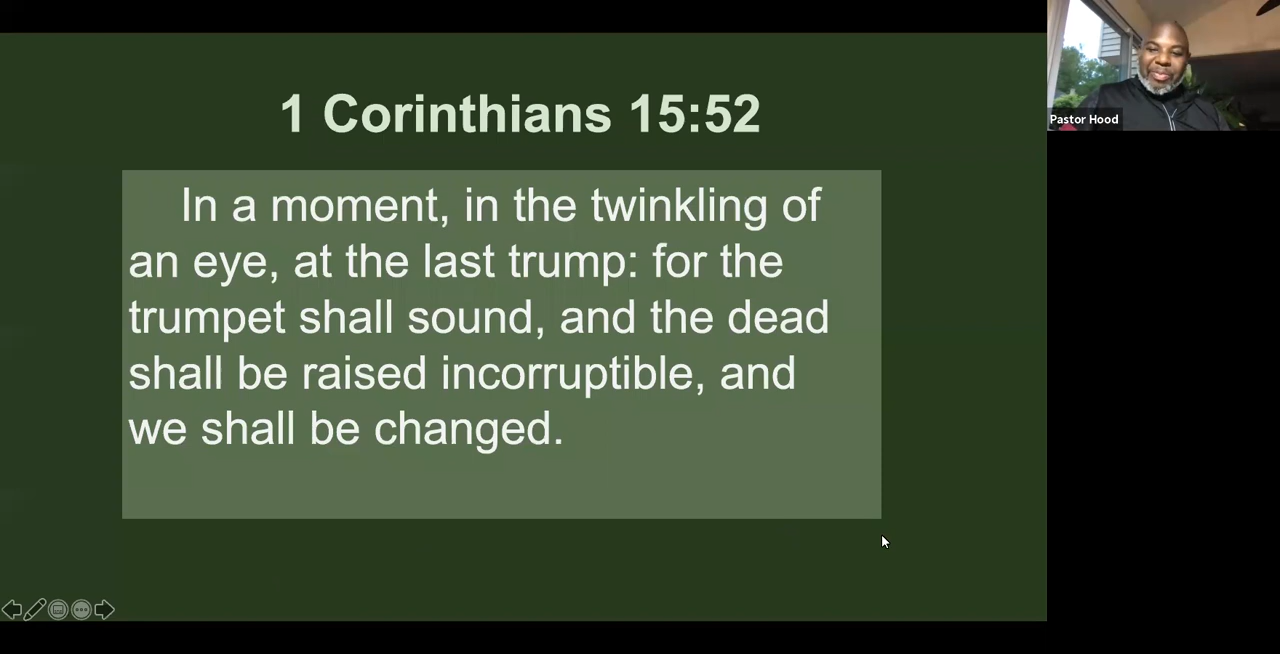 1 Corinthians 15:52
In a moment, in the twinkling of
an eye, at the last trump: for the
trumpet shall sound, and the dead
shall be raised incorruptible, and
we shall be changed.
Pastor Hood